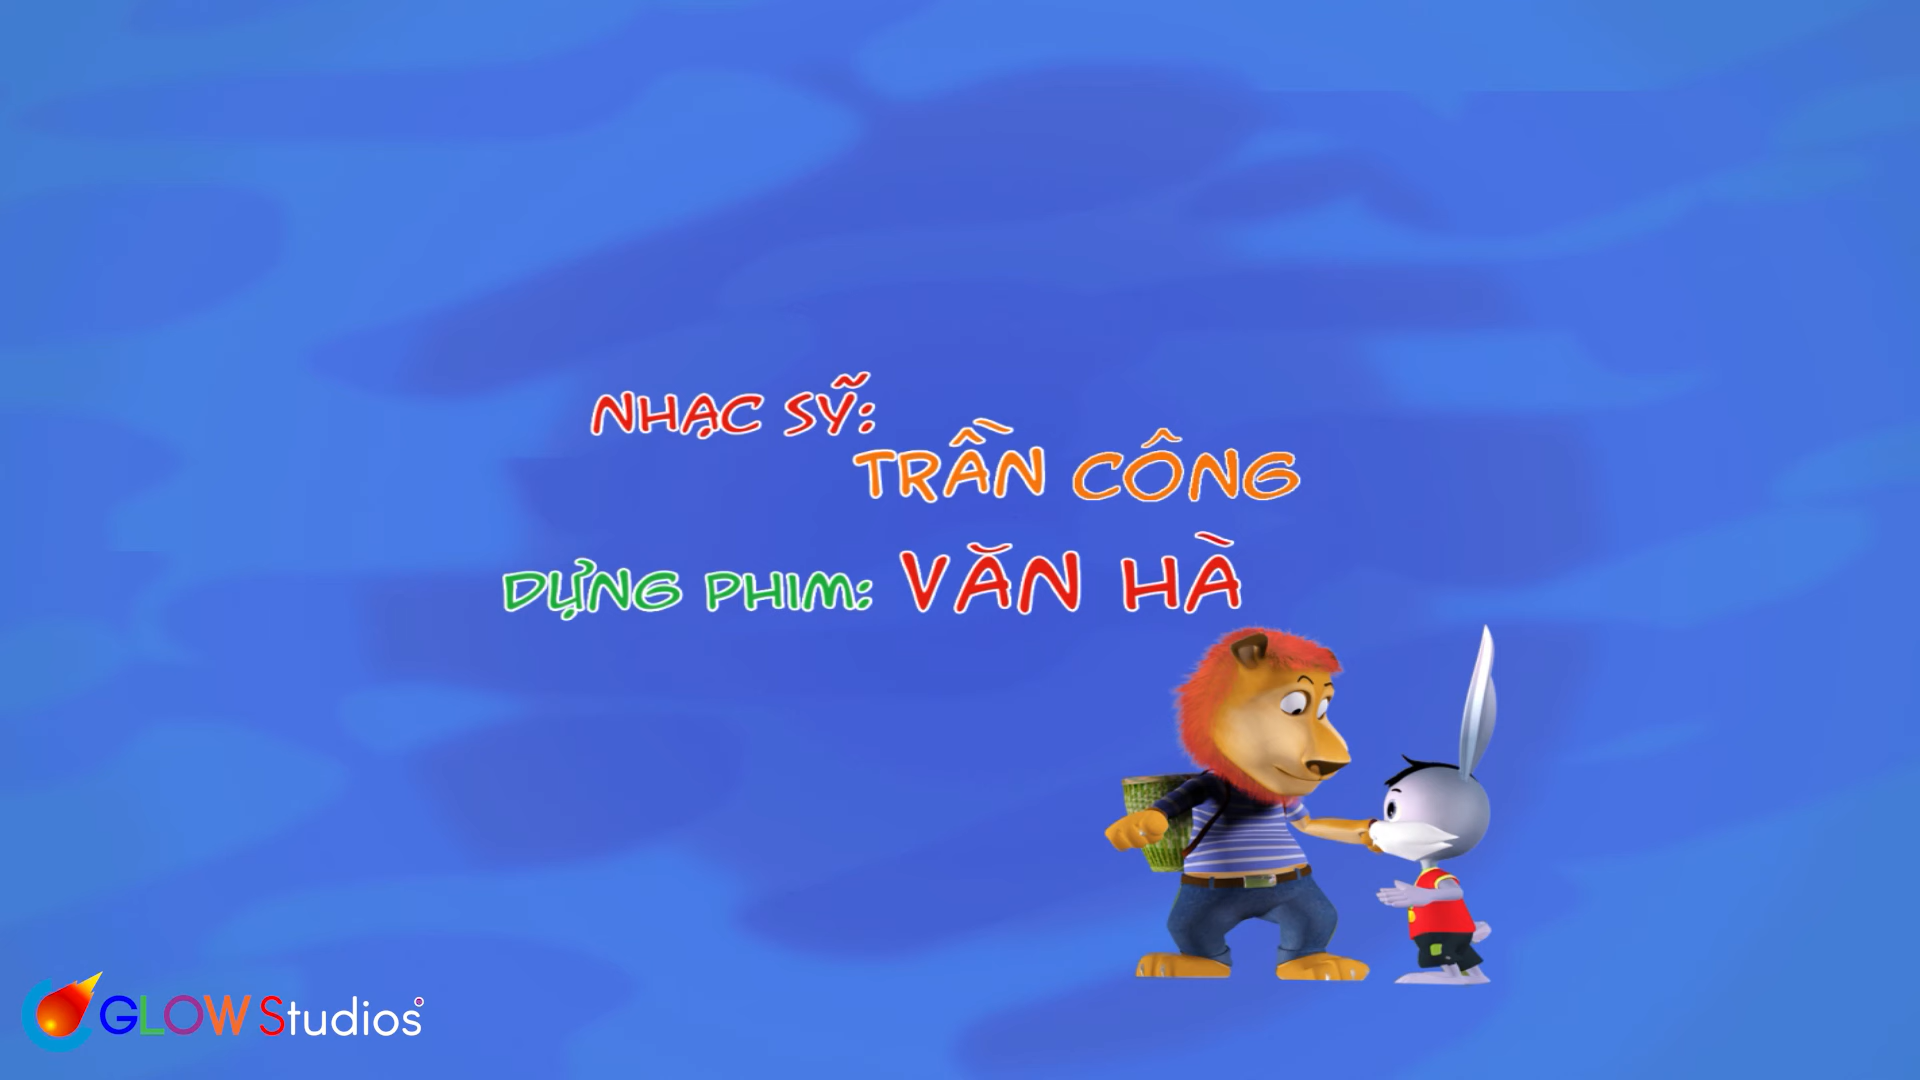 NHẠC SỸ:
TRẦN CÔNG
DỰNG PHIM: VĂN HÀ
GLOW Studios